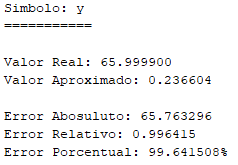 Simbolo: y
===========
Valor Real: 65.999900
Valor Aproximado: 0.236604
Error Abosuluto: 65.763296
Error Relativo: 0.996415
Error Porcentual: 99.641508%